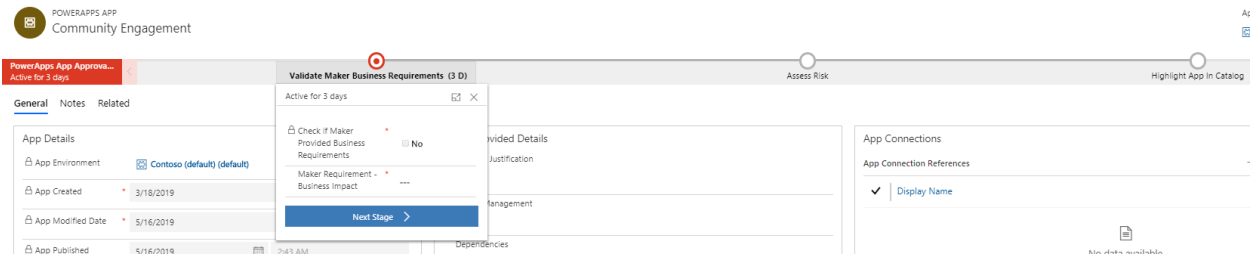 POWERAPPS APP
Community Engagement
PowerApps App Approva...
Active for 3 days
Validate Maker Business Requirements (3 D)
Assess Risk
Highlight App in Catalog
General Notes Related
Active for 3 days
Check if Maker Provided Business Requirements
* No
Maker Requirement - Business Impact
* ---
Next Stage
App Details
App Environment
Contoso (default) (default)
App Created * 3/18/2019
App Modified Date * 5/16/2019
App Published 5/16/2019 2:43 AM
Details
Justification
Dependencies
App Connections
App Connection References
Display Name
No data available